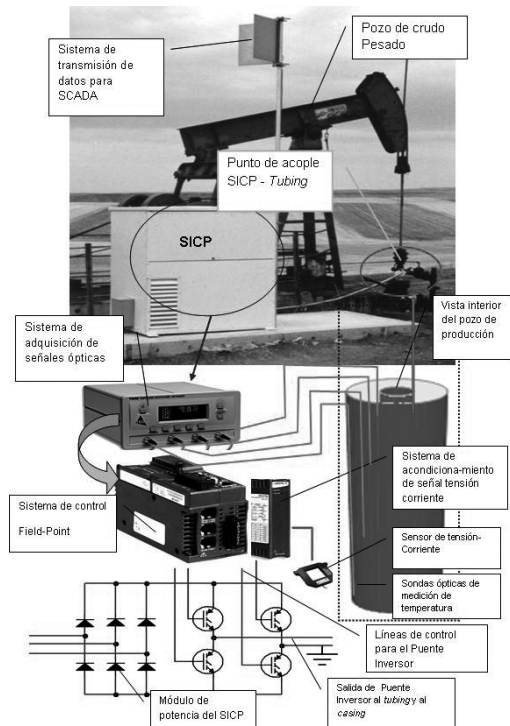 Sistema de
transmisión de
datos para
SCADA
Pozo de crudo
Pesado
Punto de acople
SICP - Tubing
SICP
Sistema de
adquisición de
señales ópticas
Vista interior
del pozo de
producción
Sistema de
acondiciona-miento
de señal tensión
corriente
Sistema de control
Field-Point
Sensor de tensión-
Corriente
Sondas ópticas de
medición de
temperatura
Líneas de control
para el Puente
Inversor
Módulo de
potencia del SICP
Salida de Puente
Inversor al tubing y al
casing